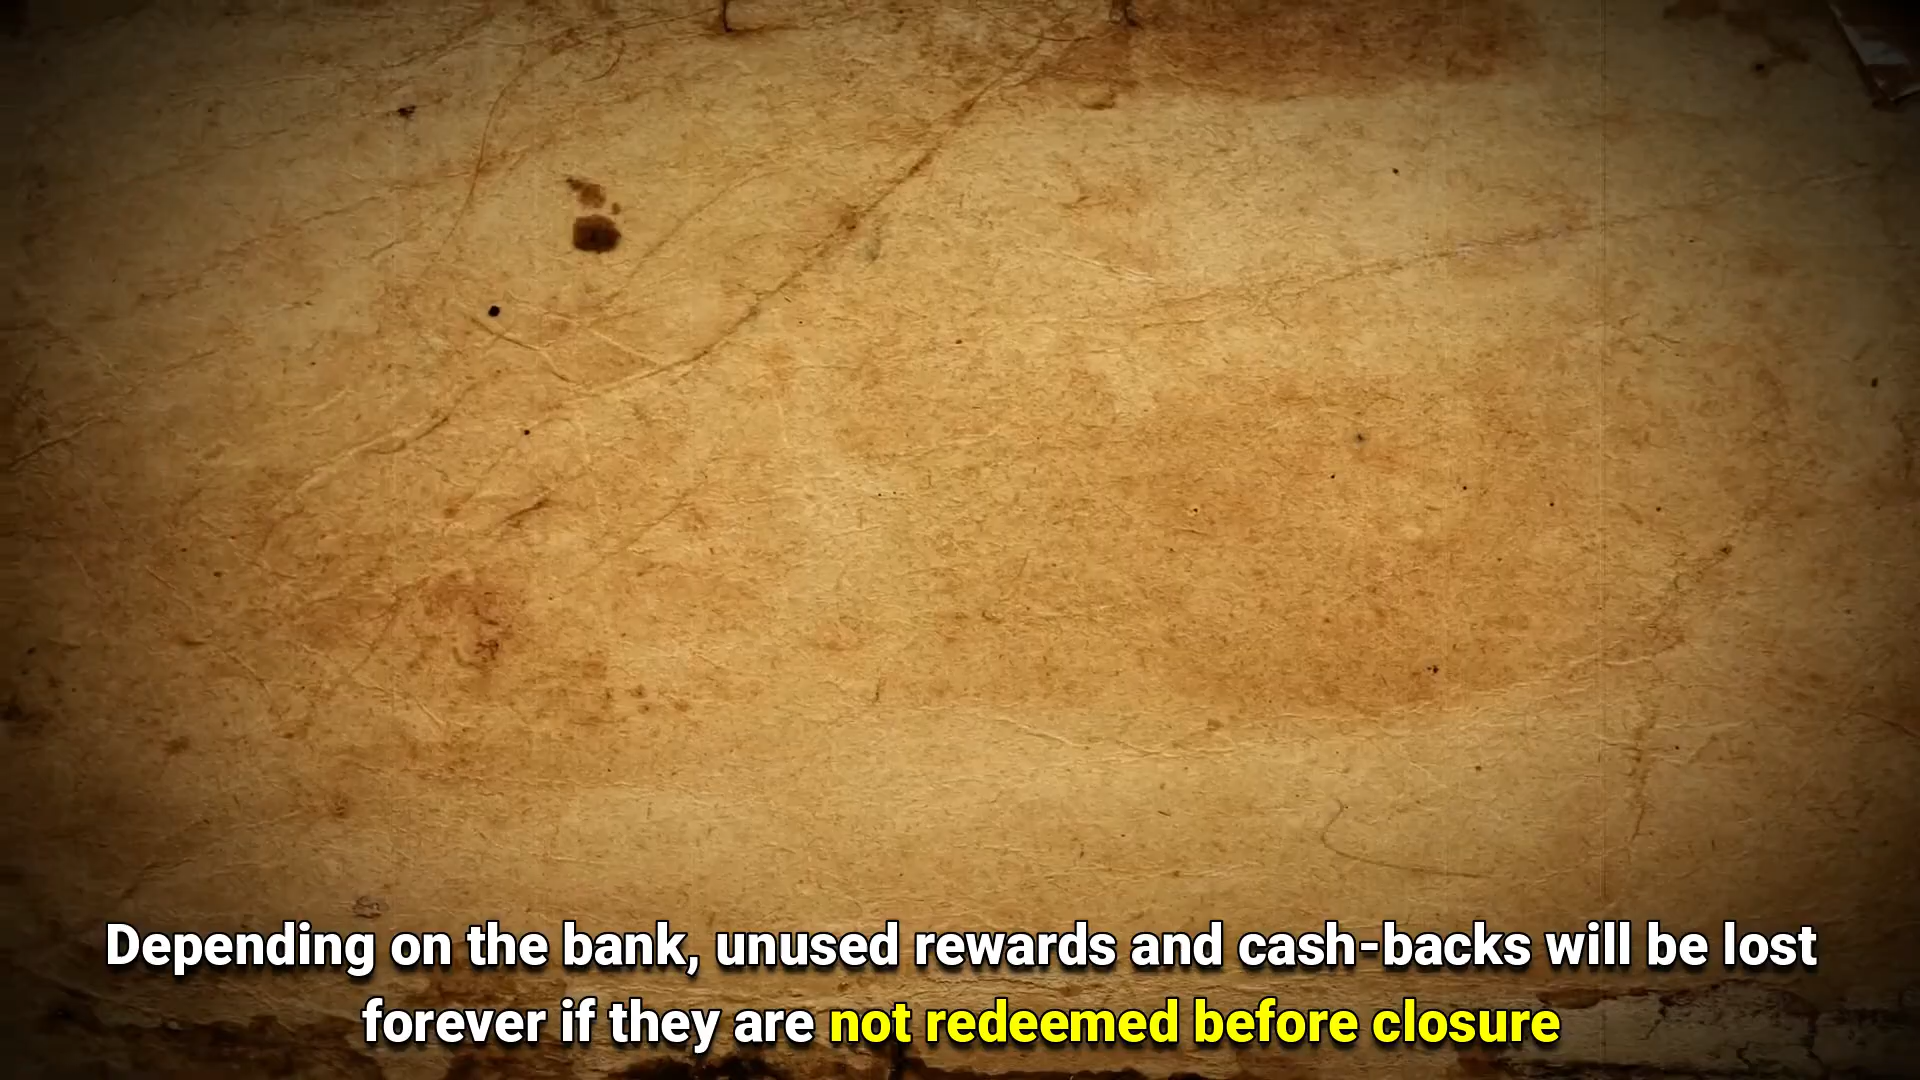 Depending on the bank, unused rewards and cash-backs will be lost
forever if they are not redeemed before closure